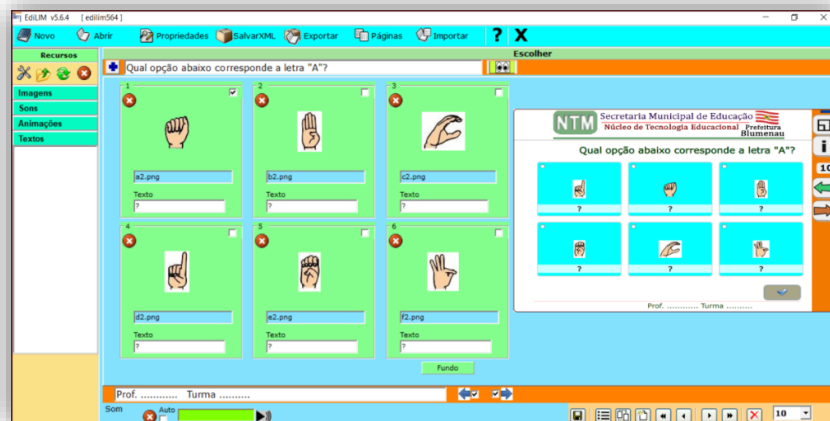 EdiLIM v5.6.4 [ edilim564 ]
Novo Abrir Propriedades SalvarXML Exportar Páginas Importar ? X
Recursos
Escolher
Qual opção abaixo corresponde a letra "A"?
Imagens
Sons
Animações
Textos
1
2
3
a2.png
b2.png
c2.png
Texto
Texto
Texto
?
?
?
4
5
6
d2.png
e2.png
f2.png
Texto
Texto
Texto
?
?
?
Fundo
NTM
Secretaria Municipal de Educação
Núcleo de Tecnologia Educacional
Prefeitura
Blumenau
Qual opção abaixo corresponde a letra "A"?
? ? ?
? ? ?
Prof. ............ Turma ..........
i
10
Prof. ............ Turma ..........
Som
Auto
10